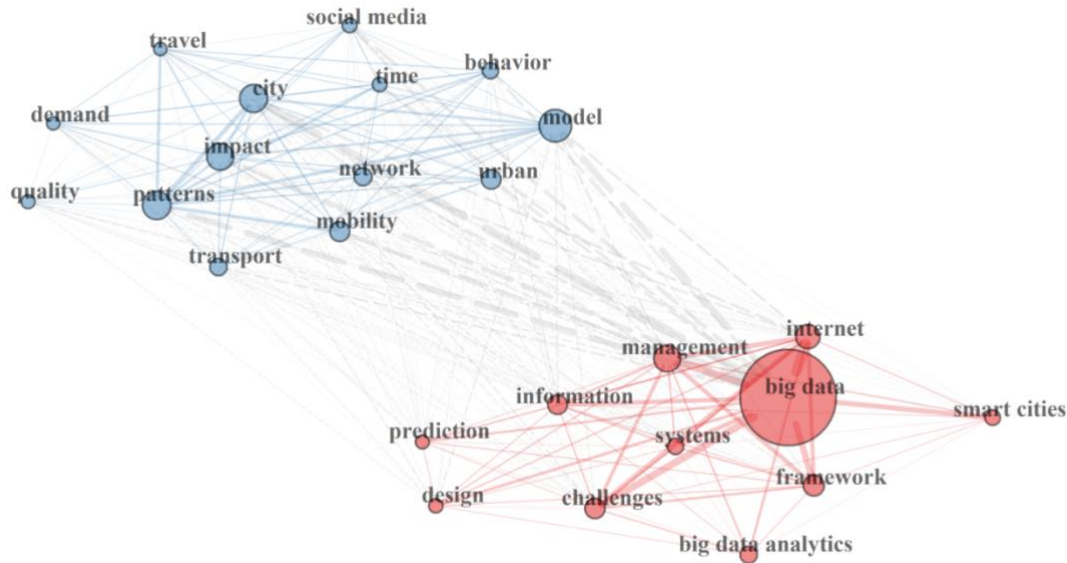 social media
travel
behavior
time
city
demand
model
impact
network
urban
quality
patterns
mobility
transport
internet
management
big data
information
smart cities
prediction
systems
framework
design
challenges
big data analytics